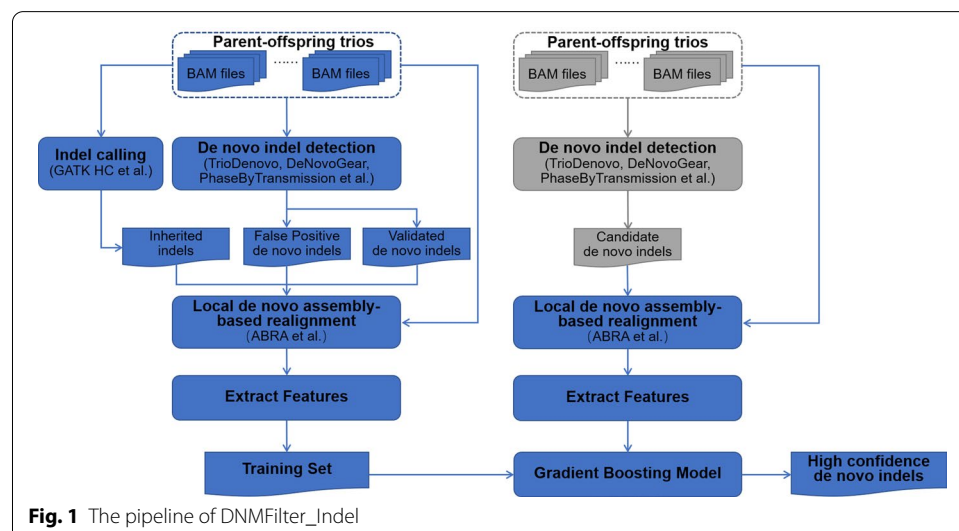 Parent-offspring trios
BAM files
......
BAM files
Indel calling
(GATK HC et al.)
De novo indel detection
(TrioDenovo, DeNovoGear,
PhaseByTransmission et al.)
Inherited
indels
False Positive
de novo indels
Validated
de novo indels
Local de novo assembly-
based realignment
(ABRA et al.)
Extract Features
Training Set
Parent-offspring trios
BAM files
......
BAM files
De novo indel detection
(TrioDenovo, DeNovoGear,
PhaseByTransmission et al.)
Candidate
de novo indels
Local de novo assembly-
based realignment
(ABRA et al.)
Extract Features
Gradient Boosting Model
High confidence
de novo indels
Fig. 1 The pipeline of DNMFilter_Indel